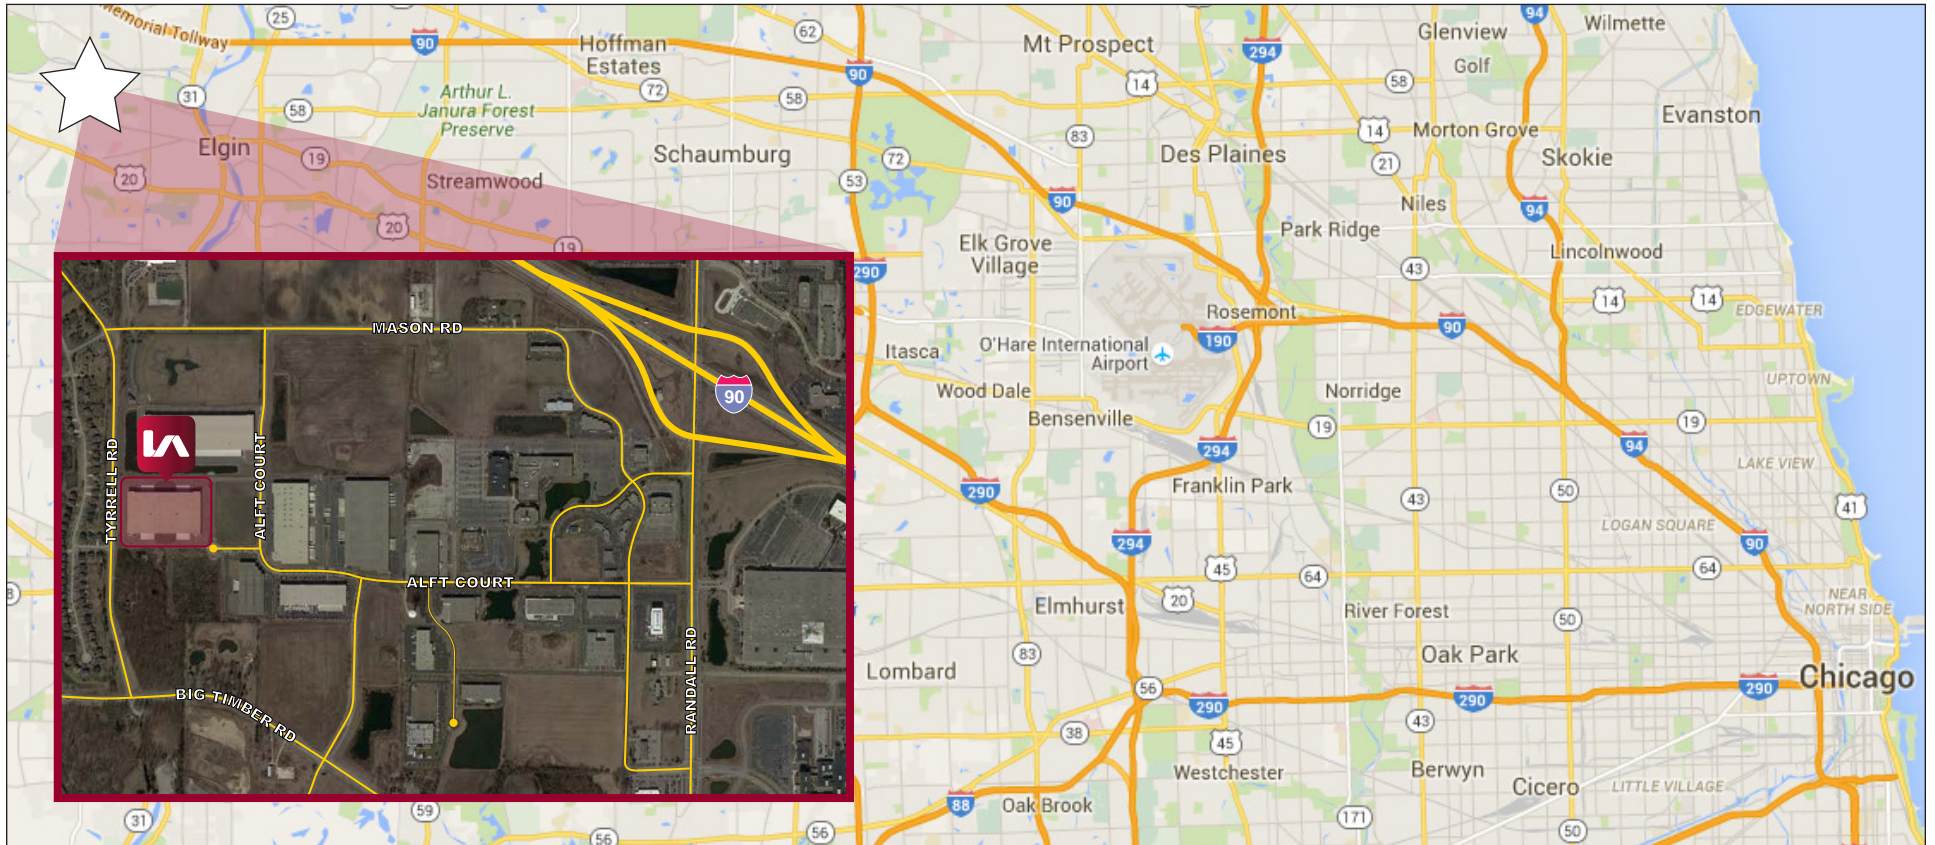 Memorial Tollway
25
90
Hoffman
Estates
62
90
Mt Prospect
294
Glenview
94
Wilmette
Golf
31
58
Arthur L.
Janura Forest
Preserve
72
58
14
58
Evanston
Elgin
19
Schaumburg
72
83
Des Plaines
14
21
Morton Grove
Skokie
20
Streamwood
53
90
Niles
94
20
19
Elk Grove
Village
Park Ridge
Lincolnwood
290
43
14
14
EDGEWATER
Rosemont
190
90
Itasca
O'Hare International
Airport
Wood Dale
Bensenville
Norridge
UPTOWN
19
19
94
294
290
Franklin Park
43
50
LAKE VIEW
41
LOGAN SQUARE
294
90
45
64
64
Elmhurst
20
River Forest
50
NEAR
NORTH SIDE
83
Oak Park
Lombard
56
290
290
290
Chicago
38
45
43
Westchester
Berwyn
Cicero
LITTLE VILLAGE
88
Oak Brook
171
50
8
31
59
56
56
MASON RD
90
TYRRELL RD
ALFT COURT
ALFT COURT
RANDALL RD
BIG TIMBER RD